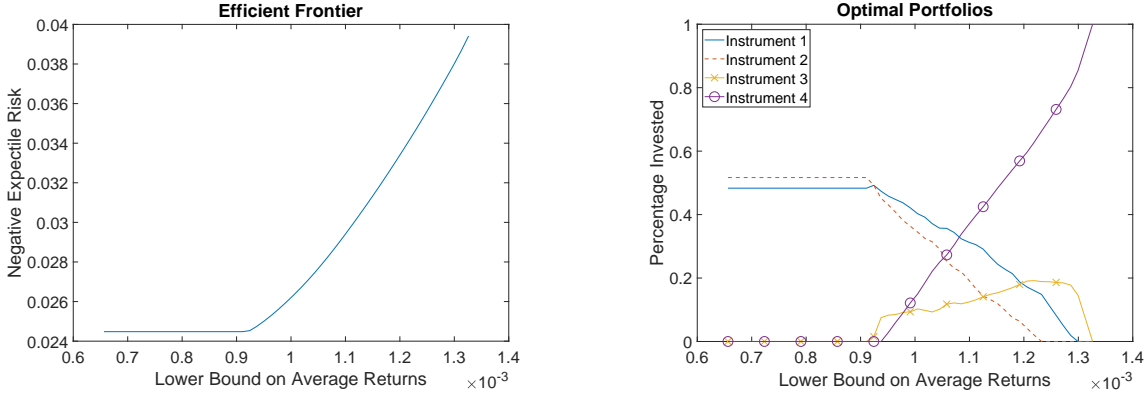 Efficient Frontier
0.04
0.038
0.036
0.034
0.032
0.03
0.028
0.026
0.024
Negative Expectile Risk
0.6 0.7 0.8 0.9 1 1.1 1.2 1.3 1.4
Lower Bound on Average Returns ×10⁻³
Optimal Portfolios
Instrument 1
Instrument 2
Instrument 3
Instrument 4
1
0.8
0.6
0.4
0.2
0
Percentage Invested
0.6 0.7 0.8 0.9 1 1.1 1.2 1.3 1.4
Lower Bound on Average Returns ×10⁻³